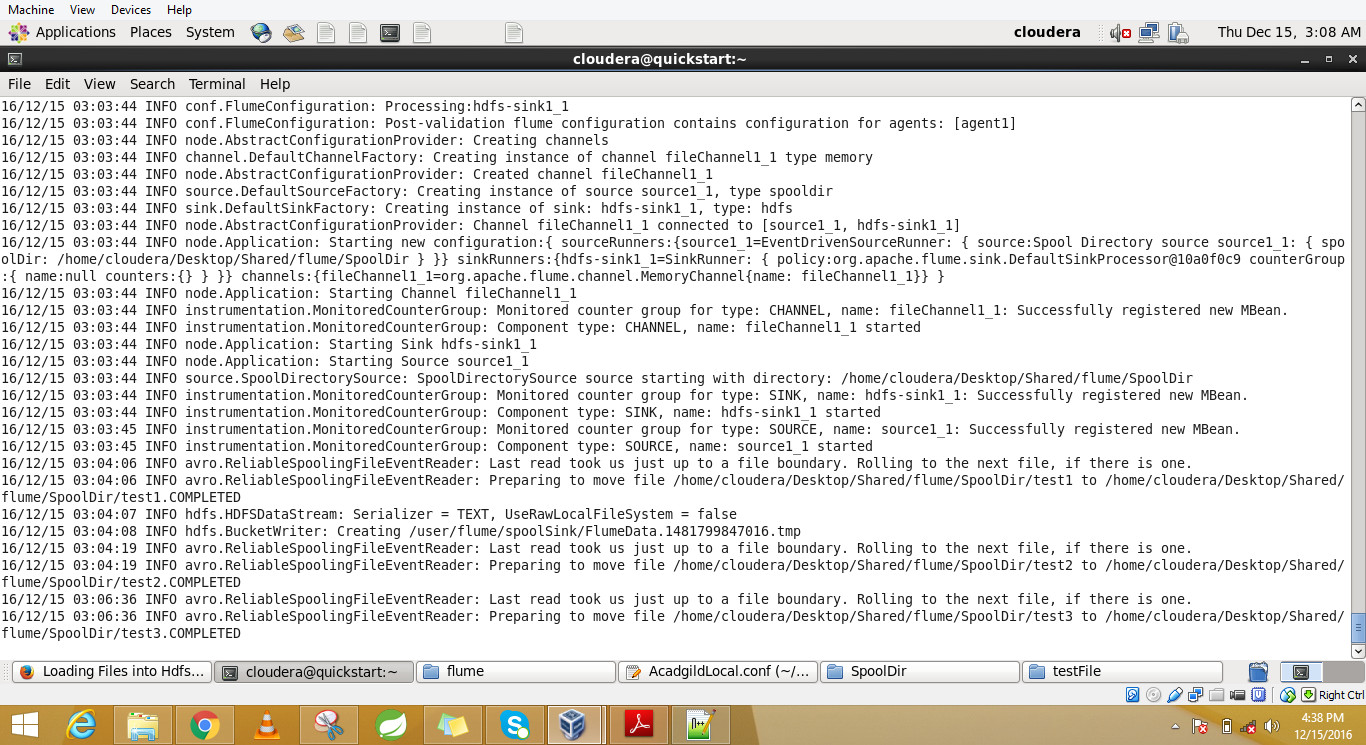 Machine View Devices Help
Applications Places System cloudera Thu Dec 15, 3:08 AM
cloudera@quickstart:~
File Edit View Search Terminal Help
16/12/15 03:03:44 INFO conf.FlumeConfiguration: Processing:hdfs-sink1_1
16/12/15 03:03:44 INFO conf.FlumeConfiguration: Post-validation flume configuration contains configuration for agents: [agent1]
16/12/15 03:03:44 INFO node.AbstractConfigurationProvider: Creating channels
16/12/15 03:03:44 INFO channel.DefaultChannelFactory: Creating instance of channel fileChannel1_1 type memory
16/12/15 03:03:44 INFO node.AbstractConfigurationProvider: Created channel fileChannel1_1
16/12/15 03:03:44 INFO source.DefaultSourceFactory: Creating instance of source source1_1, type spooldir
16/12/15 03:03:44 INFO sink.DefaultSinkFactory: Creating instance of sink: hdfs-sink1_1, type: hdfs
16/12/15 03:03:44 INFO node.AbstractConfigurationProvider: Channel fileChannel1_1 connected to [source1_1, hdfs-sink1_1]
16/12/15 03:03:44 INFO node.Application: Starting new configuration:{ sourceRunners:{source1_1=EventDrivenSourceRunner: { source:Spool Directory source source1_1: { spo
olDir: /home/cloudera/Desktop/Shared/flume/SpoolDir } }} sinkRunners:{hdfs-sink1_1=SinkRunner: { policy:org.apache.flume.sink.DefaultSinkProcessor@10a0f0c9 counterGroup
:{ name:null counters:{} } }} channels:{fileChannel1_1=org.apache.flume.channel.MemoryChannel{name: fileChannel1_1}} }
16/12/15 03:03:44 INFO node.Application: Starting Channel fileChannel1_1
16/12/15 03:03:44 INFO instrumentation.MonitoredCounterGroup: Monitored counter group for type: CHANNEL, name: fileChannel1_1: Successfully registered new MBean.
16/12/15 03:03:44 INFO instrumentation.MonitoredCounterGroup: Component type: CHANNEL, name: fileChannel1_1 started
16/12/15 03:03:44 INFO node.Application: Starting Sink hdfs-sink1_1
16/12/15 03:03:44 INFO node.Application: Starting Source source1_1
16/12/15 03:03:44 INFO source.SpoolDirectorySource: SpoolDirectorySource source starting with directory: /home/cloudera/Desktop/Shared/flume/SpoolDir
16/12/15 03:03:44 INFO instrumentation.MonitoredCounterGroup: Monitored counter group for type: SINK, name: hdfs-sink1_1: Successfully registered new MBean.
16/12/15 03:03:44 INFO instrumentation.MonitoredCounterGroup: Component type: SINK, name: hdfs-sink1_1 started
16/12/15 03:03:45 INFO instrumentation.MonitoredCounterGroup: Monitored counter group for type: SOURCE, name: source1_1: Successfully registered new MBean.
16/12/15 03:03:45 INFO instrumentation.MonitoredCounterGroup: Component type: SOURCE, name: source1_1 started
16/12/15 03:04:06 INFO avro.ReliableSpoolingFileEventReader: Last read took us just up to a file boundary. Rolling to the next file, if there is one.
16/12/15 03:04:06 INFO avro.ReliableSpoolingFileEventReader: Preparing to move file /home/cloudera/Desktop/Shared/flume/SpoolDir/test1 to /home/cloudera/Desktop/Shared/
flume/SpoolDir/test1.COMPLETED
16/12/15 03:04:07 INFO hdfs.HDFSDataStream: Serializer = TEXT, UseRawLocalFileSystem = false
16/12/15 03:04:08 INFO hdfs.BucketWriter: Creating /user/flume/spoolSink/FlumeData.1481799847016.tmp
16/12/15 03:04:19 INFO avro.ReliableSpoolingFileEventReader: Last read took us just up to a file boundary. Rolling to the next file, if there is one.
16/12/15 03:04:19 INFO avro.ReliableSpoolingFileEventReader: Preparing to move file /home/cloudera/Desktop/Shared/flume/SpoolDir/test2 to /home/cloudera/Desktop/Shared/
flume/SpoolDir/test2.COMPLETED
16/12/15 03:06:36 INFO avro.ReliableSpoolingFileEventReader: Last read took us just up to a file boundary. Rolling to the next file, if there is one.
16/12/15 03:06:36 INFO avro.ReliableSpoolingFileEventReader: Preparing to move file /home/cloudera/Desktop/Shared/flume/SpoolDir/test3 to /home/cloudera/Desktop/Shared/
flume/SpoolDir/test3.COMPLETED
Loading Files into Hdfs... cloudera@quickstart:~ flume AcadgildLocal.conf (~/... SpoolDir testFile
Right Ctrl
4:38 PM
12/15/2016